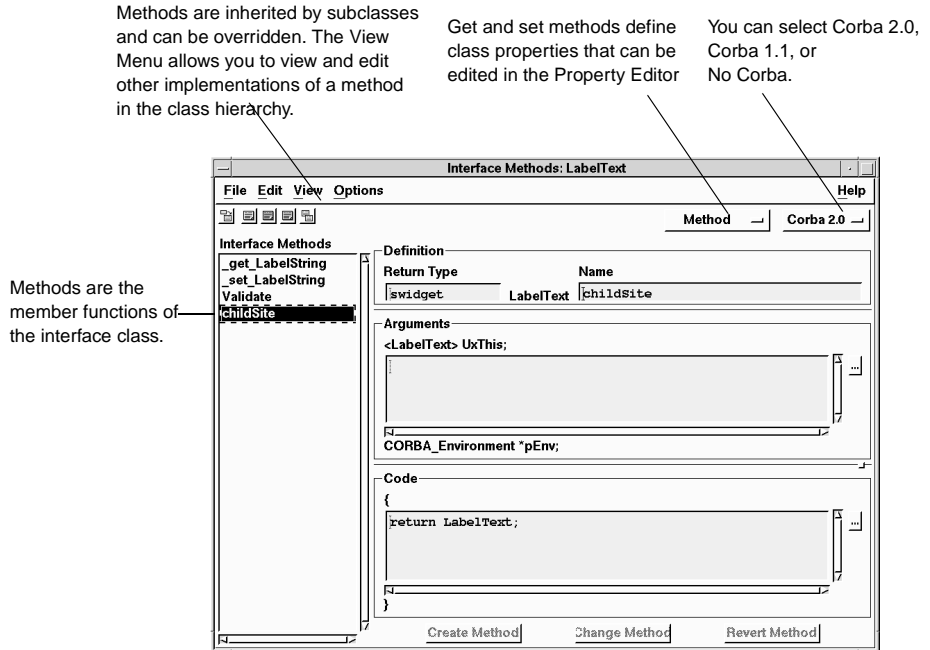 Methods are inherited by subclasses
and can be overridden. The View
Menu allows you to view and edit
other implementations of a method
in the class hierarchy.
Get and set methods define
class properties that can be
edited in the Property Editor
You can select Corba 2.0,
Corba 1.1, or
No Corba.
Interface Methods: LabelText
File Edit View Options Help
Method Corba 2.0
Interface Methods
_get_LabelString
_set_LabelString
Validate
childSite
Methods are the
member functions of
the interface class.
Definition
Return Type Name
swidget LabelText childSite
Arguments
<LabelText> UxThis;
...
CORBA_Environment *pEnv;
Code
{
return LabelText;
...
}
Create Method Change Method Revert Method